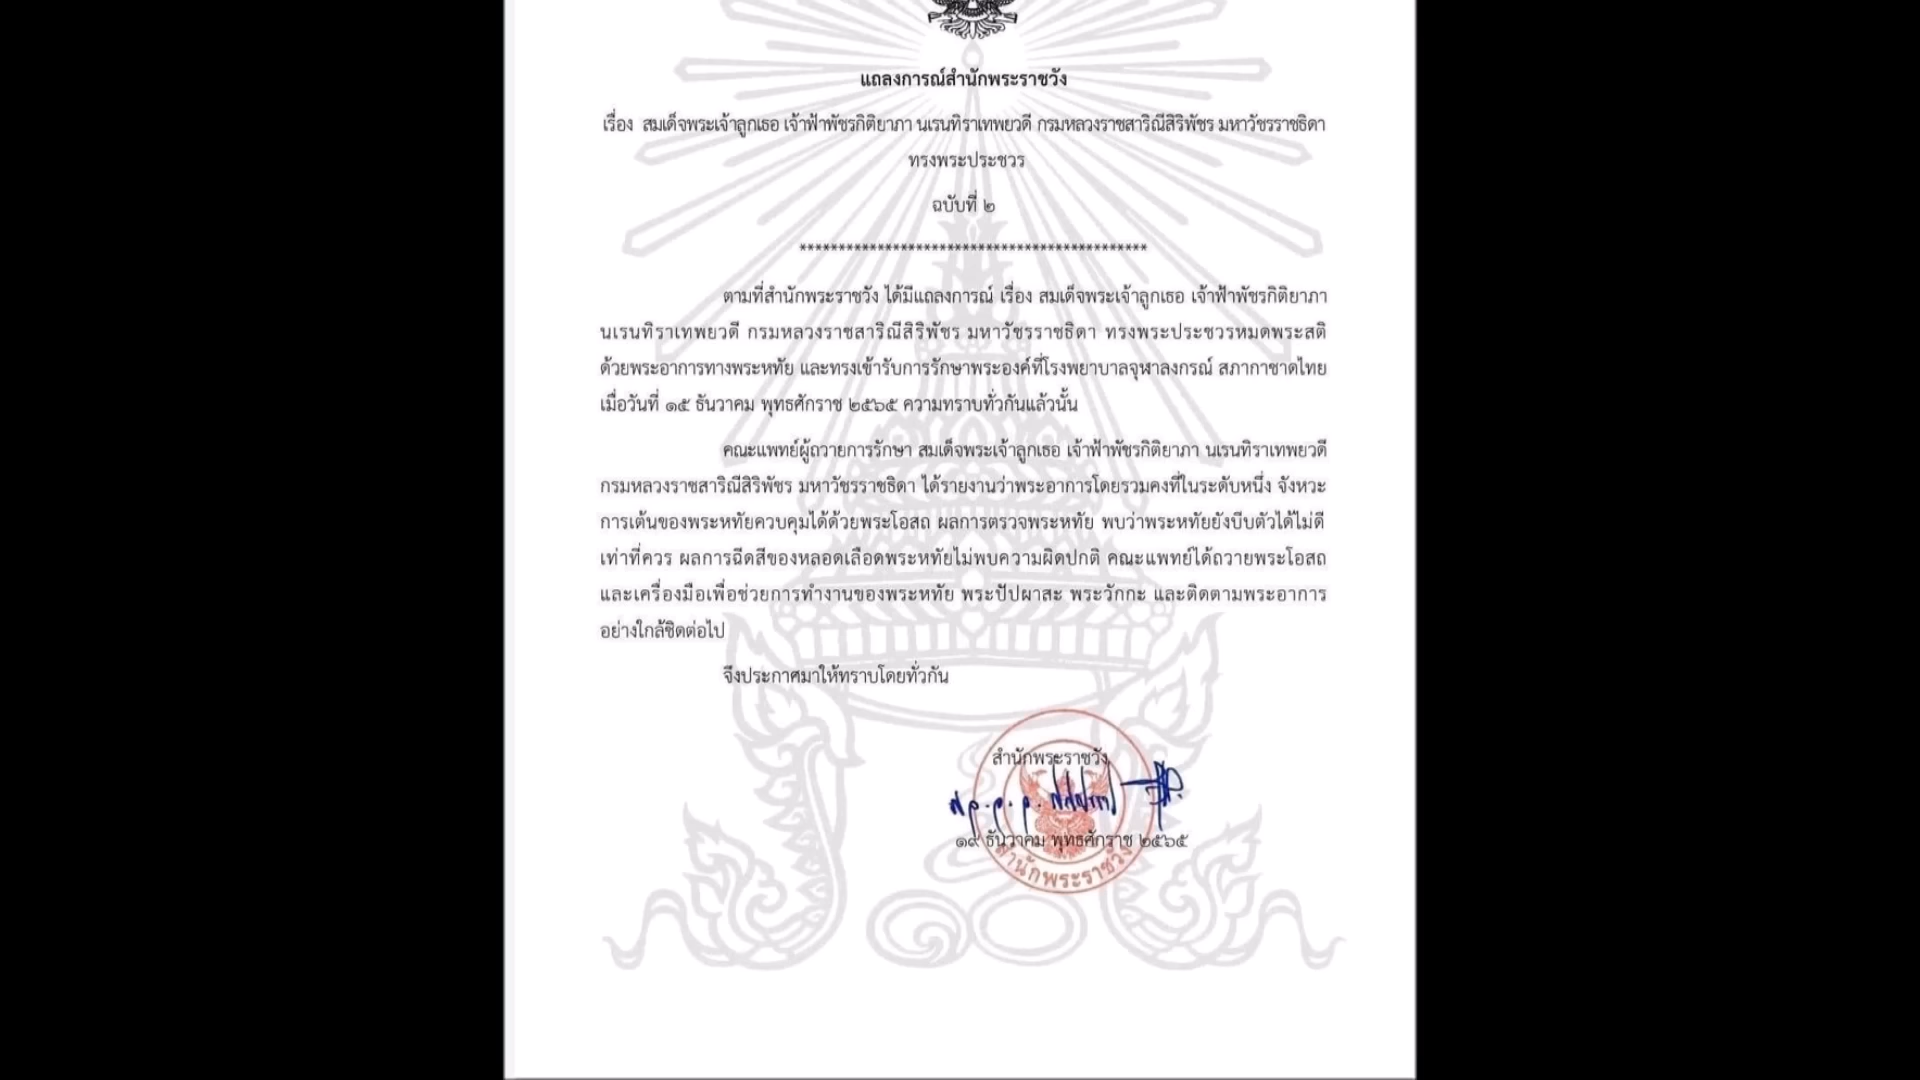 แถลงการณ์สำนักพระราชวัง
เรื่อง สมเด็จพระเจ้าลูกเธอ เจ้าฟ้าพัชรกิติยาภา นเรนทิราเทพยวดี กรมหลวงราชสาริณีสิริพัชร มหาวัชรราชธิดา
ทรงพระประชวร
ฉบับที่ ๒
********************************************
ตามที่สำนักพระราชวัง ได้มีแถลงการณ์ เรื่อง สมเด็จพระเจ้าลูกเธอ เจ้าฟ้าพัชรกิติยาภา
นเรนทิราเทพยวดี กรมหลวงราชสาริณีสิริพัชร มหาวัชรราชธิดา ทรงพระประชวรหมดพระสติ
ด้วยพระอาการทางพระหทัย และทรงเข้ารับการรักษาพระองค์ที่โรงพยาบาลจุฬาลงกรณ์ สภากาชาดไทย
เมื่อวันที่ ๑๕ ธันวาคม พุทธศักราช ๒๕๖๕ ความทราบทั่วกันแล้วนั้น
คณะแพทย์ผู้ถวายการรักษา สมเด็จพระเจ้าลูกเธอ เจ้าฟ้าพัชรกิติยาภา นเรนทิราเทพยวดี
กรมหลวงราชสาริณีสิริพัชร มหาวัชรราชธิดา ได้รายงานว่าพระอาการโดยรวมคงที่ในระดับหนึ่ง จังหวะ
การเต้นของพระหทัยควบคุมได้ด้วยพระโอสถ ผลการตรวจพระหทัย พบว่าพระหทัยยังบีบตัวได้ไม่ดี
เท่าที่ควร ผลการฉีดสีของหลอดเลือดพระหทัยไม่พบความผิดปกติ คณะแพทย์ได้ถวายพระโอสถ
และเครื่องมือเพื่อช่วยการทำงานของพระหทัย พระปัปผาสะ พระวักกะ และติดตามพระอาการ
อย่างใกล้ชิดต่อไป
จึงประกาศมาให้ทราบโดยทั่วกัน
สำนักพระราชวัง
๑๙ ธันวาคม พุทธศักราช ๒๕๖๕
สำนักพระราชวัง